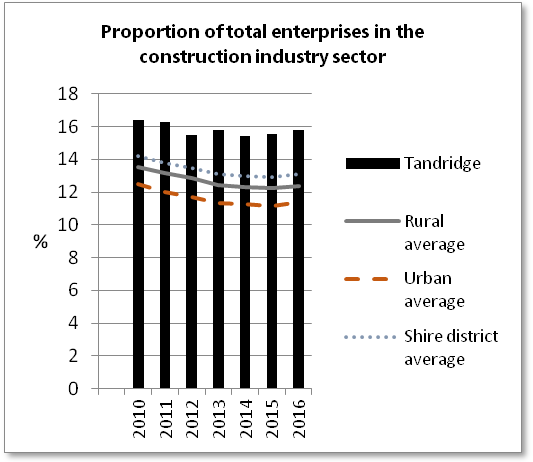 Proportion of total enterprises in the
construction industry sector
18
16
14
12
10
8
6
4
2
0
%
2010
2011
2012
2013
2014
2015
2016
Tandridge
Rural
average
Urban
average
Shire district
average